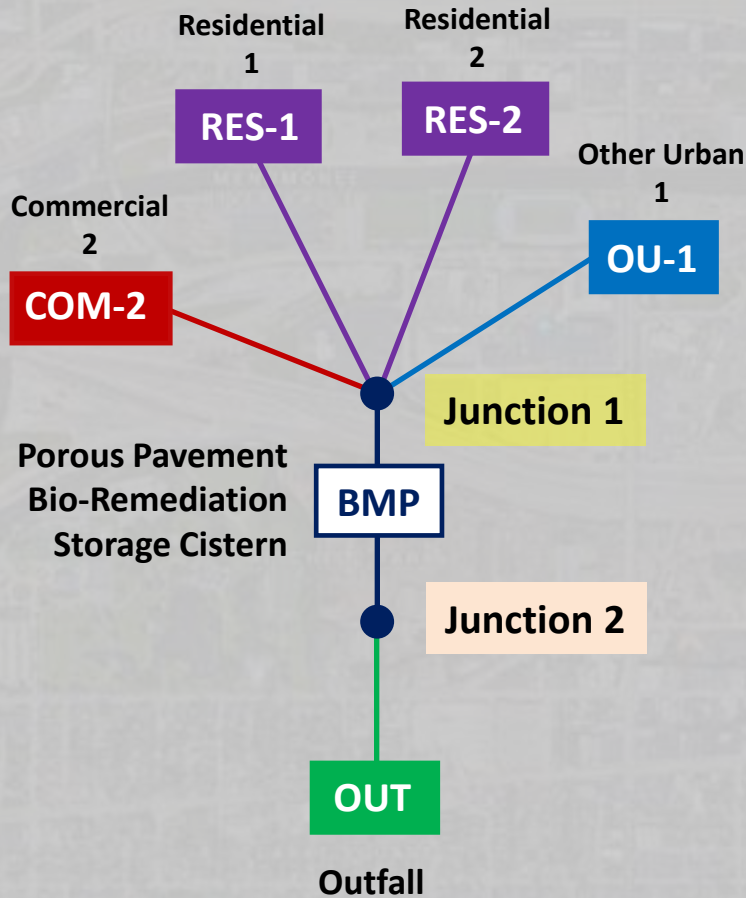 Residential
1
Residential
2
RES-1
RES-2
Other Urban
1
Commercial
2
OU-1
COM-2
Junction 1
Porous Pavement
Bio-Remediation
Storage Cistern
BMP
Junction 2
OUT
Outfall